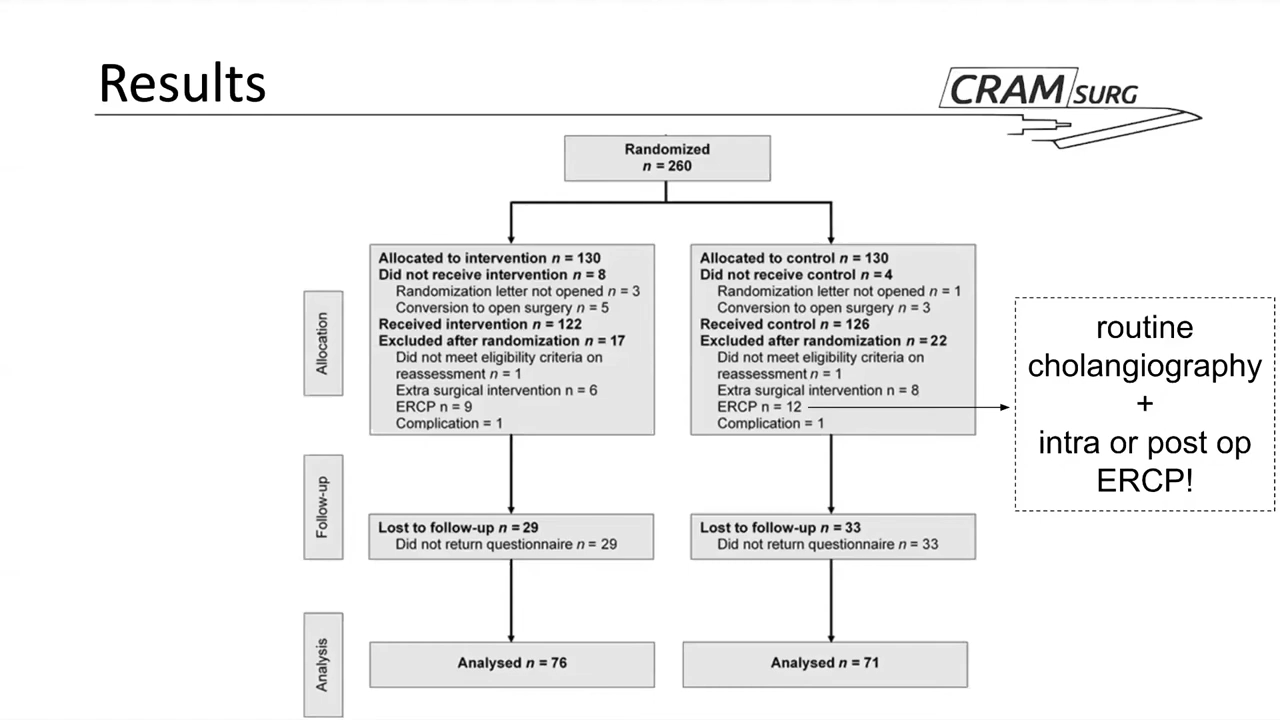 Results
CRAM SURG
Randomized
n = 260
Allocated to intervention n = 130
Did not receive intervention n = 8
Randomization letter not opened n = 3
Conversion to open surgery n = 5
Received intervention n = 122
Excluded after randomization n = 17
Did not meet eligibility criteria on
reassessment n = 1
Extra surgical intervention n = 6
ERCP n = 9
Complication = 1
Allocated to control n = 130
Did not receive control n = 4
Randomization letter not opened n = 1
Conversion to open surgery n = 3
Received control n = 126
Excluded after randomization n = 22
Did not meet eligibility criteria on
reassessment n = 1
Extra surgical intervention n = 8
ERCP n = 12
Complication = 1
routine
cholangiography
+
intra or post op
ERCP!
Allocation
Follow-up
Lost to follow-up n = 29
Did not return questionnaire n = 29
Lost to follow-up n = 33
Did not return questionnaire n = 33
Analysis
Analysed n = 76
Analysed n = 71